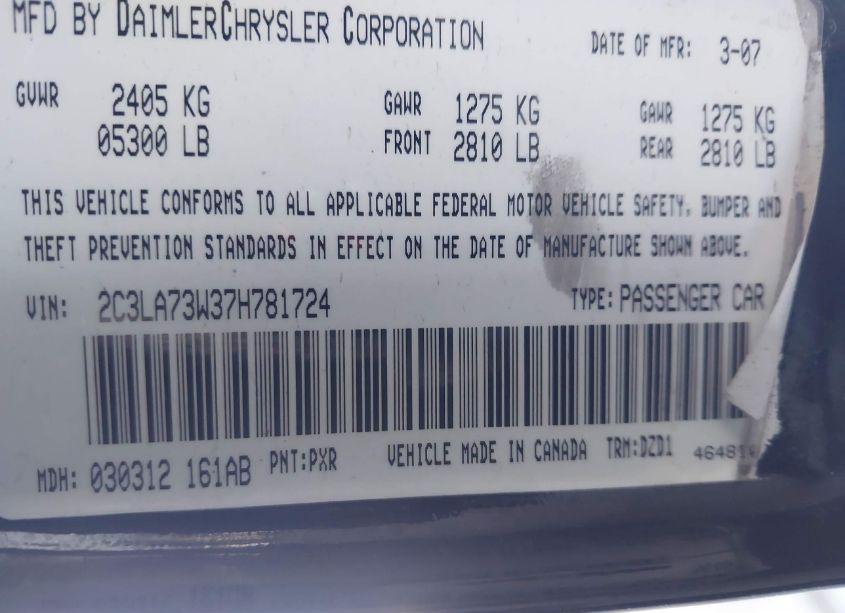 MFD BY DAIMLERCHRYSLER CORPORATION DATE OF MFR: 3-07
GVWR 2405 KG GAWR 1275 KG GAWR 1275 KG
05300 LB FRONT 2810 LB REAR 2810 LB
THIS VEHICLE CONFORMS TO ALL APPLICABLE FEDERAL MOTOR VEHICLE SAFETY, BUMPER AND
THEFT PREVENTION STANDARDS IN EFFECT ON THE DATE OF MANUFACTURE SHOWN ABOVE.
VIN: 2C3LA73W37H781724 TYPE: PASSENGER CAR
MDH: 030312 161AB PNT:PXR VEHICLE MADE IN CANADA TRM:DZD1